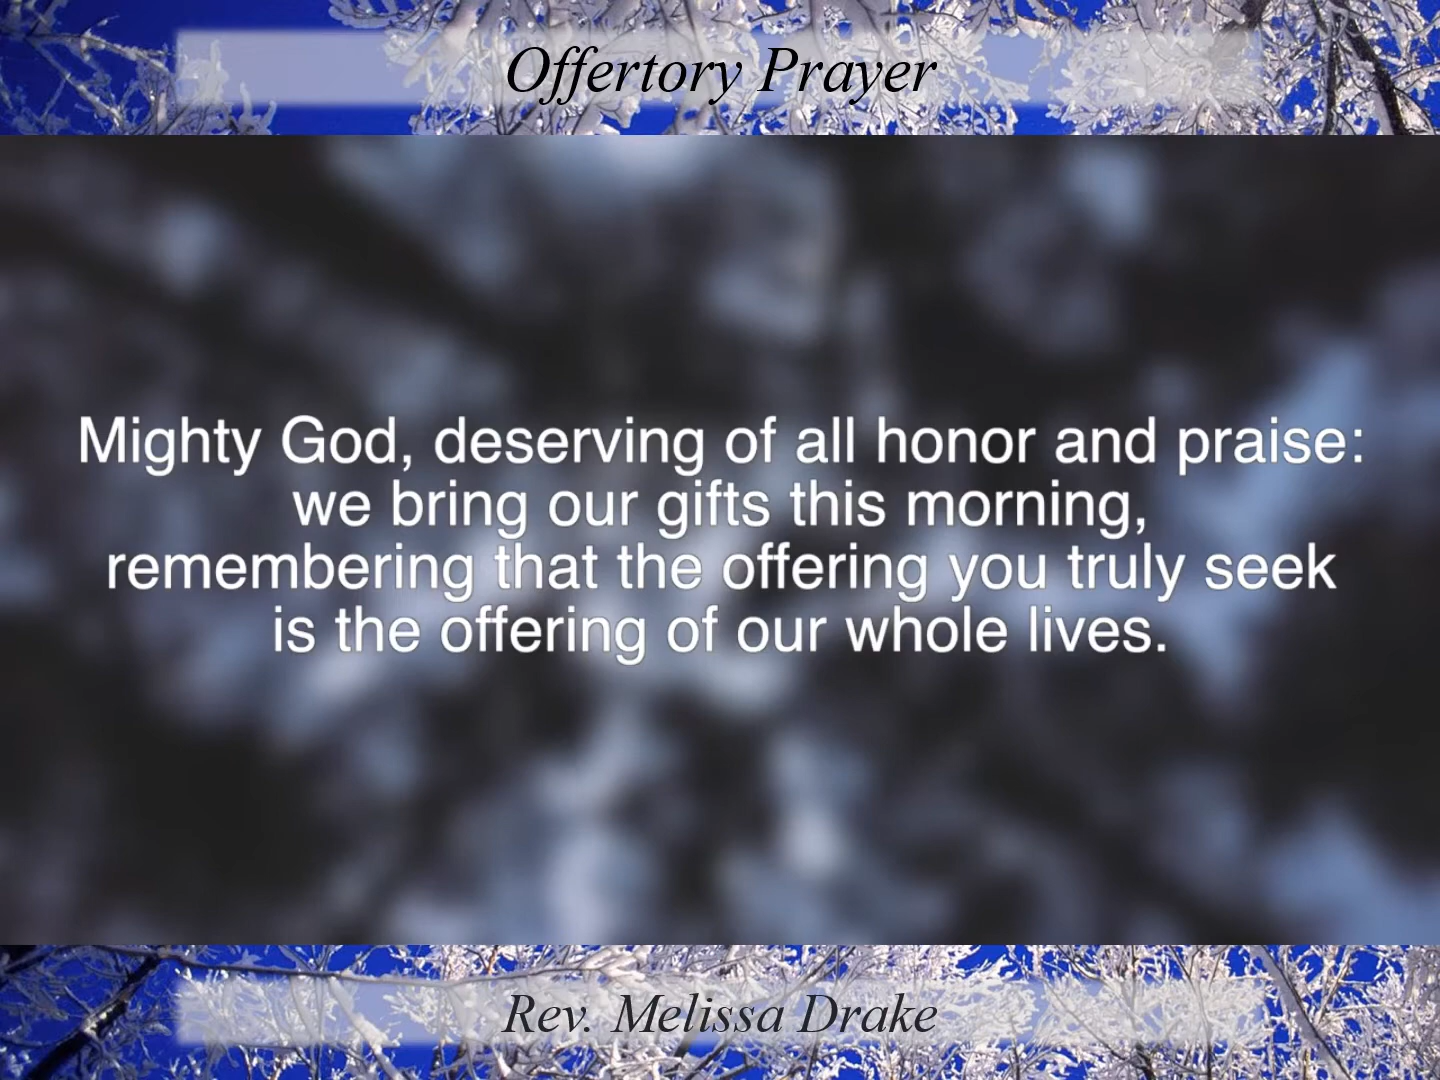 Offertory Prayer
Mighty God, deserving of all honor and praise:
we bring our gifts this morning,
remembering that the offering you truly seek
is the offering of our whole lives.
Rev. Melissa Drake